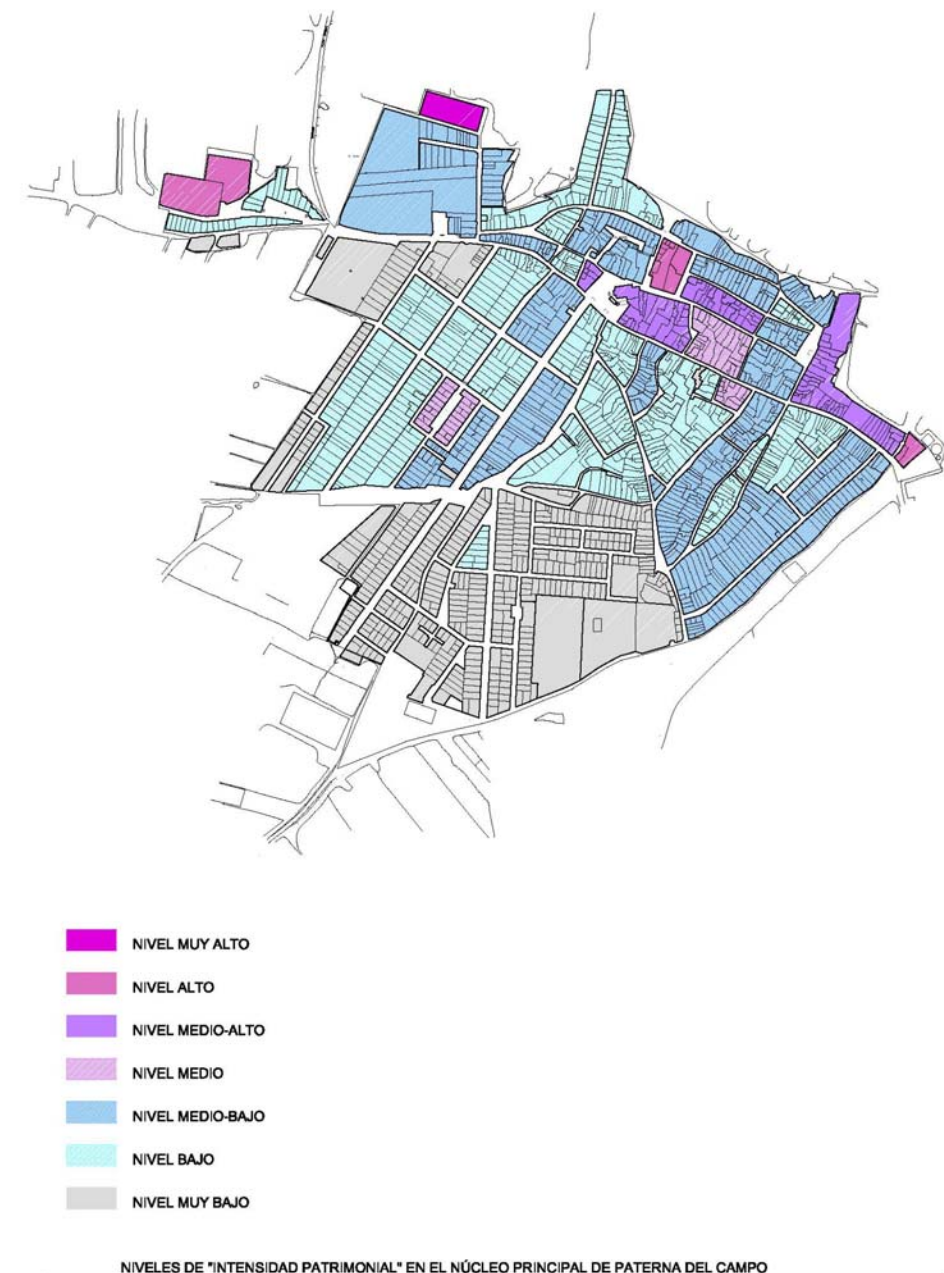 NIVEL MUY ALTO
NIVEL ALTO
NIVEL MEDIO-ALTO
NIVEL MEDIO
NIVEL MEDIO-BAJO
NIVEL BAJO
NIVEL MUY BAJO
NIVELES DE "INTENSIDAD PATRIMONIAL" EN EL NÚCLEO PRINCIPAL DE PATERNA DEL CAMPO